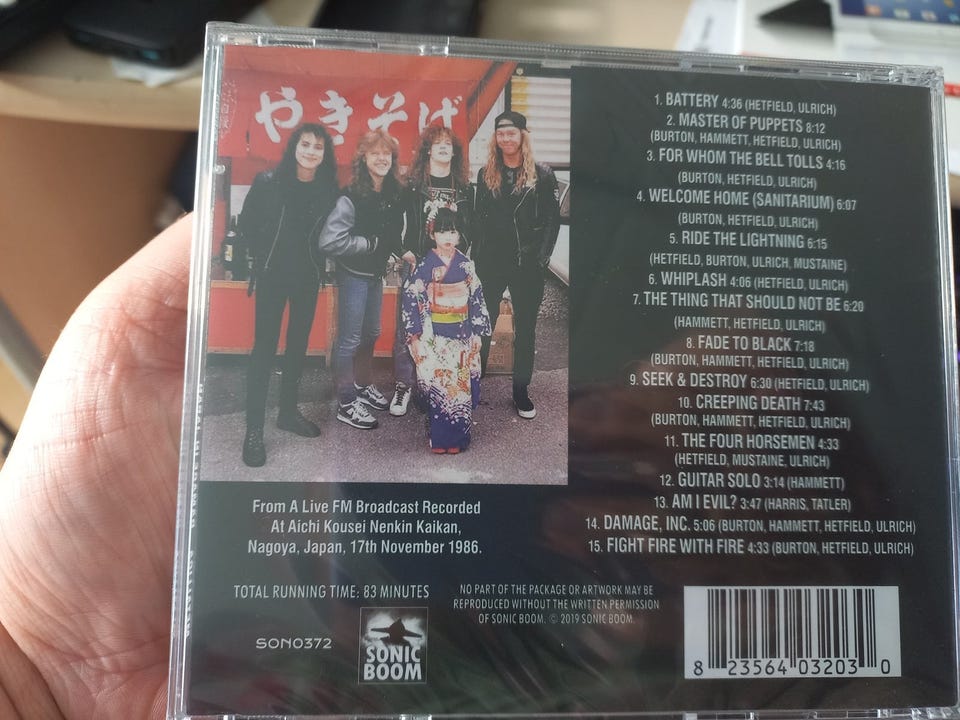 やきそば
1. BATTERY 4:36 (HETFIELD, ULRICH)
2. MASTER OF PUPPETS 8:12
(BURTON, HAMMETT, HETFIELD, ULRICH)
3. FOR WHOM THE BELL TOLLS 4:16
(BURTON, HETFIELD, ULRICH)
4. WELCOME HOME (SANITARIUM) 6:07
(BURTON, HETFIELD, ULRICH)
5. RIDE THE LIGHTNING 6:15
(HETFIELD, BURTON, ULRICH, MUSTAINE)
6. WHIPLASH 4:06 (HETFIELD, ULRICH)
7. THE THING THAT SHOULD NOT BE 6:20
(HAMMETT, HETFIELD, ULRICH)
8. FADE TO BLACK 7:18
(BURTON, HAMMETT, HETFIELD, ULRICH)
9. SEEK & DESTROY 6:30 (HETFIELD, ULRICH)
10. CREEPING DEATH 7:43
(BURTON, HAMMETT, HETFIELD, ULRICH)
11. THE FOUR HORSEMEN 4:33
(HETFIELD, MUSTAINE, ULRICH)
12. GUITAR SOLO 3:14 (HAMMETT)
13. AM I EVIL? 3:47 (HARRIS, TATLER)
14. DAMAGE, INC. 5:06 (BURTON, HAMMETT, HETFIELD, ULRICH)
15. FIGHT FIRE WITH FIRE 4:33 (BURTON, HETFIELD, ULRICH)
From A Live FM Broadcast Recorded
At Aichi Kousei Nenkin Kaikan,
Nagoya, Japan, 17th November 1986.
TOTAL RUNNING TIME: 83 MINUTES
NO PART OF THE PACKAGE OR ARTWORK MAY BE
REPRODUCED WITHOUT THE WRITTEN PERMISSION
OF SONIC BOOM. © 2019 SONIC BOOM.
SON0372
SONIC
BOOM
8 23564 03203 0